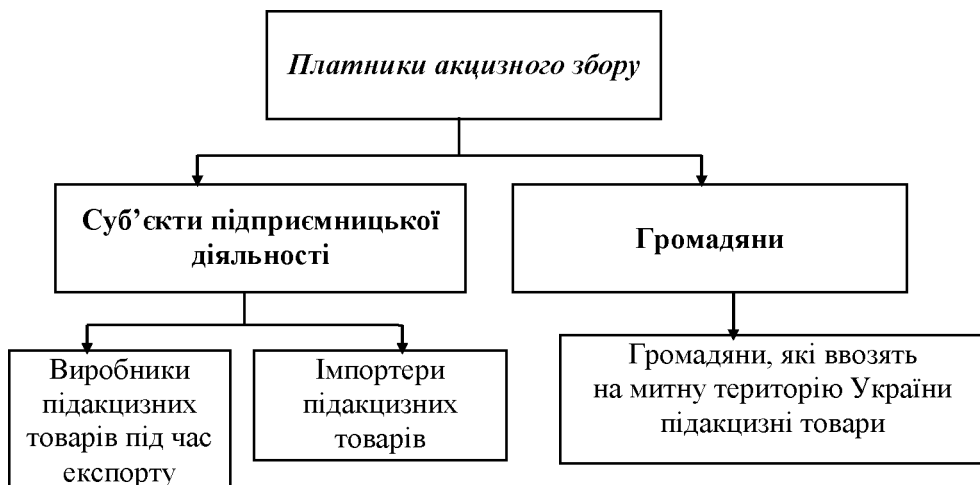 Платники акцизного збору
Суб’єкти підприємницької
діяльності
Громадяни
Виробники
підакцизних
товарів під час
експорту
Імпортери
підакцизних
товарів
Громадяни, які ввозять
на митну територію України
підакцизні товари